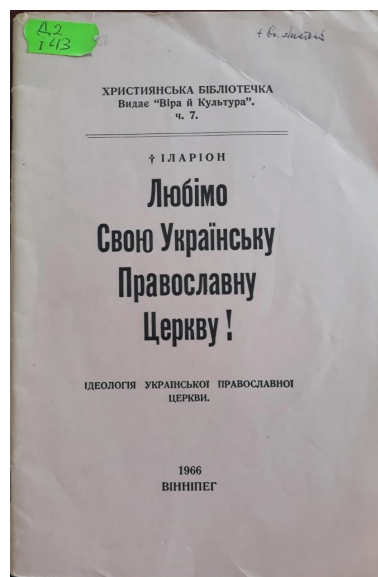 Д2
І 43
ХРИСТИЯНСЬКА БІБЛІОТЕЧКА
Видає "Віра й Культура".
ч. 7.
† ІЛАРІОН
Любімо
Свою Українську
Православну
Церкву !
ІДЕОЛОГІЯ УКРАЇНСЬКОЇ ПРАВОСЛАВНОЇ
ЦЕРКВИ.
1966
ВІННІПЕГ